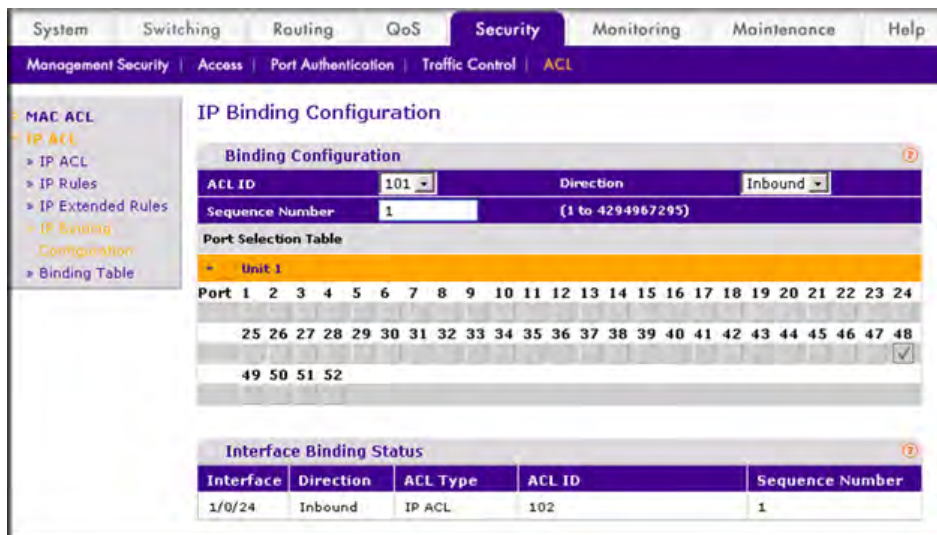 System Switching Routing QoS Security Monitoring Maintenance Help
Management Security | Access | Port Authentication | Traffic Control | ACL
MAC ACL
IP ACL
» IP ACL
» IP Rules
» IP Extended Rules
» IP Binding
Configuration
» Binding Table
IP Binding Configuration
Binding Configuration
ACL ID 101 Direction Inbound
Sequence Number 1 (1 to 4294967295)
Port Selection Table
Unit 1
Port 1 2 3 4 5 6 7 8 9 10 11 12 13 14 15 16 17 18 19 20 21 22 23 24
25 26 27 28 29 30 31 32 33 34 35 36 37 38 39 40 41 42 43 44 45 46 47 48
49 50 51 52
Interface Binding Status
Interface Direction ACL Type ACL ID Sequence Number
1/0/24 Inbound IP ACL 102 1